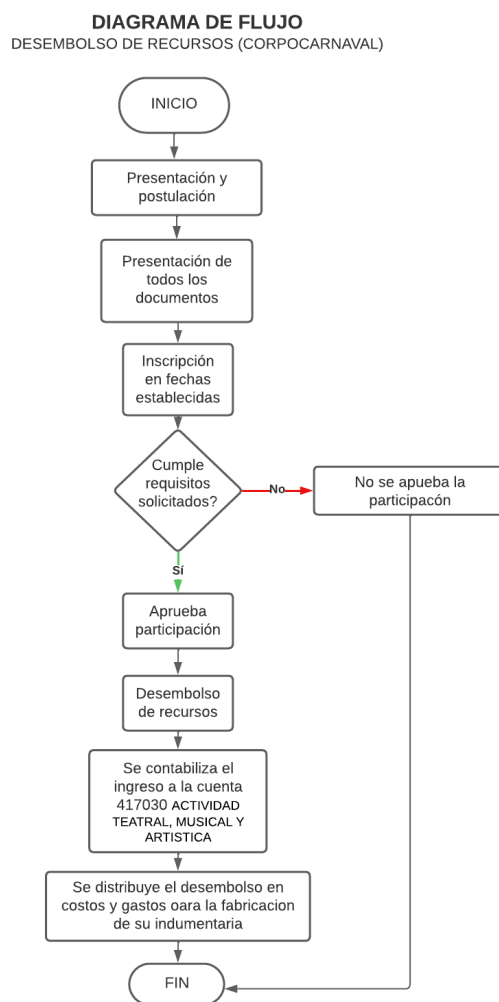 DIAGRAMA DE FLUJO
DESEMBOLSO DE RECURSOS (CORPOCARNAVAL)
INICIO
Presentación y
postulación
Presentación de
todos los
documentos
Inscripción
en fechas
establecidas
Cumple
requisitos
solicitados?
No
No se apueba la
participacón
Sí
Aprueba
participación
Desembolso
de recursos
Se contabiliza el
ingreso a la cuenta
417030 ACTIVIDAD
TEATRAL, MUSICAL Y
ARTISTICA
Se distribuye el desembolso en
costos y gastos oara la fabricacion
de su indumentaria
FIN